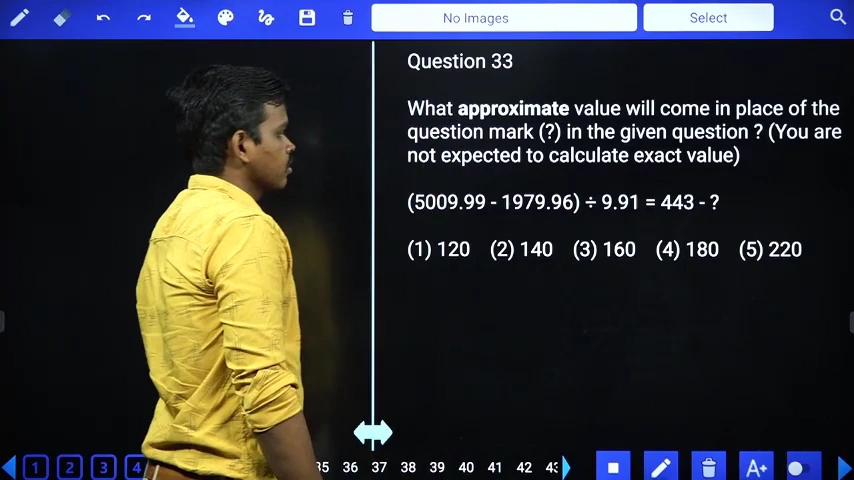 No Images
Select
Question 33
What approximate value will come in place of the
question mark (?) in the given question ? (You are
not expected to calculate exact value)
(5009.99 - 1979.96) ÷ 9.91 = 443 - ?
(1) 120 (2) 140 (3) 160 (4) 180 (5) 220
1 2 3 4 36 37 38 39 40 41 42
A+